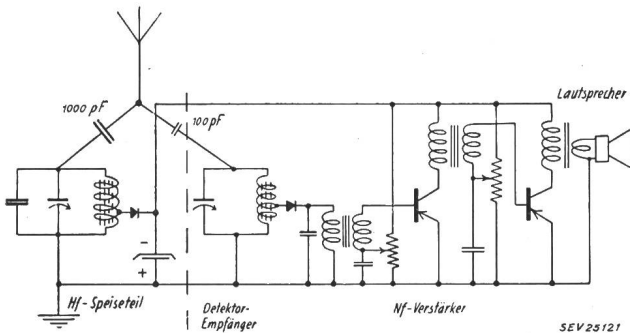 Lautsprecher
1000 pF
100 pF
-
+
Hf-Speiseteil
Detektor-
Empfänger
Nf-Verstärker
SEV 25121